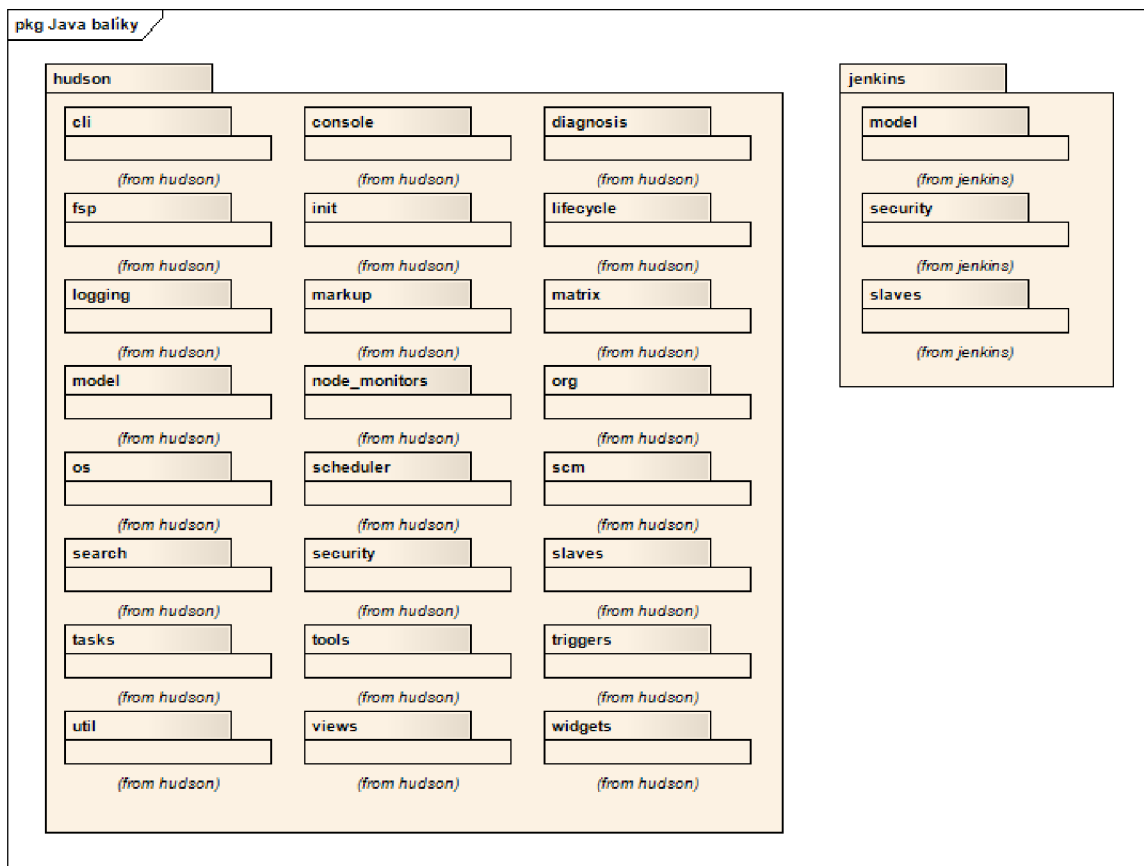 pkg Java balíky
hudson
cli
console
diagnosis
(from hudson)
(from hudson)
(from hudson)
fsp
init
lifecycle
(from hudson)
(from hudson)
(from hudson)
logging
markup
matrix
(from hudson)
(from hudson)
(from hudson)
model
node_monitors
org
(from hudson)
(from hudson)
(from hudson)
os
scheduler
scm
(from hudson)
(from hudson)
(from hudson)
search
security
slaves
(from hudson)
(from hudson)
(from hudson)
tasks
tools
triggers
(from hudson)
(from hudson)
(from hudson)
util
views
widgets
(from hudson)
(from hudson)
(from hudson)
jenkins
model
(from jenkins)
security
(from jenkins)
slaves
(from jenkins)